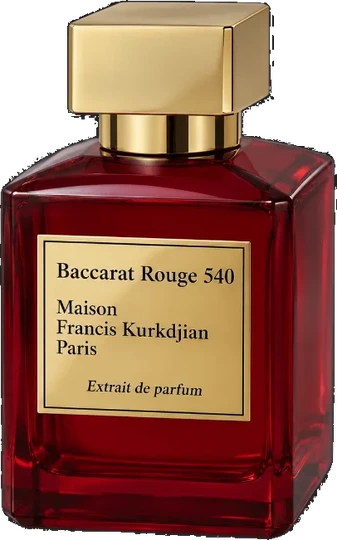 Baccarat Rouge 540
Maison
Francis Kurkdjian
Paris
Extrait de parfum